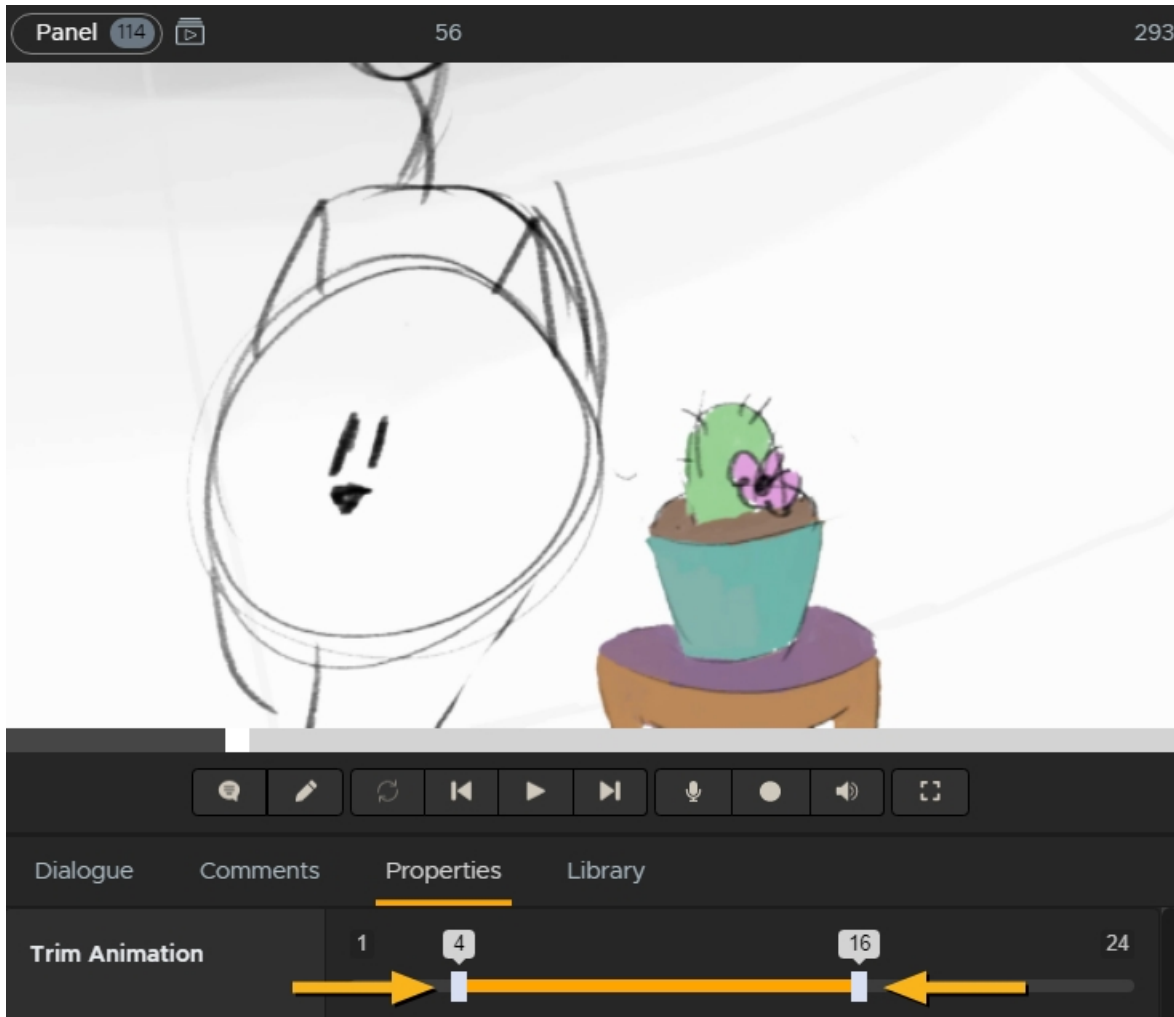 Panel 114 56 293
Dialogue Comments Properties Library
Trim Animation 1 4 16 24